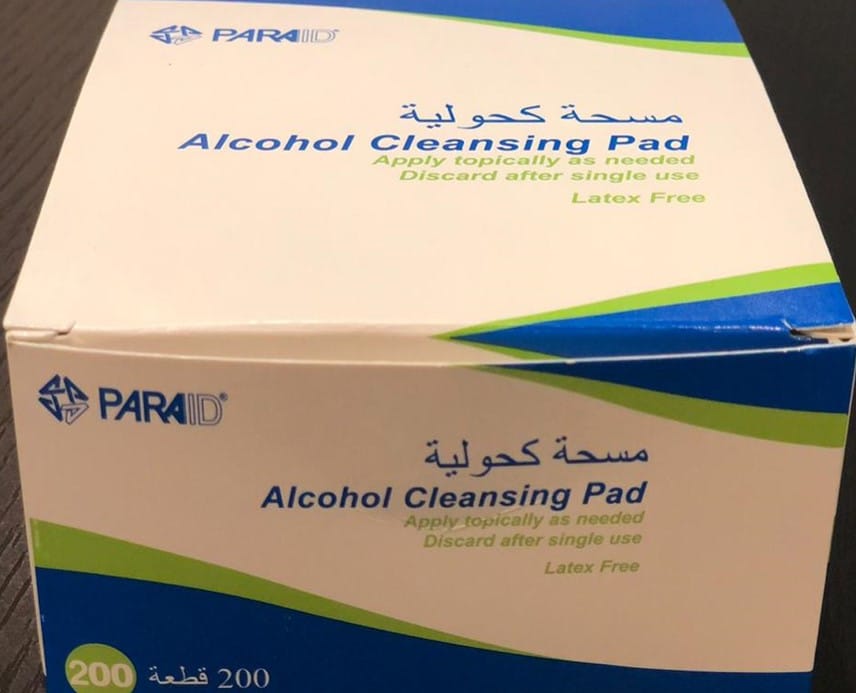 PARAID
مسحة كحولية
Alcohol Cleansing Pad
Apply topically as needed
Discard after single use
Latex Free
PARAID®
مسحة كحولية
Alcohol Cleansing Pad
Apply topically as needed
Discard after single use
Latex Free
200 200 قطعة